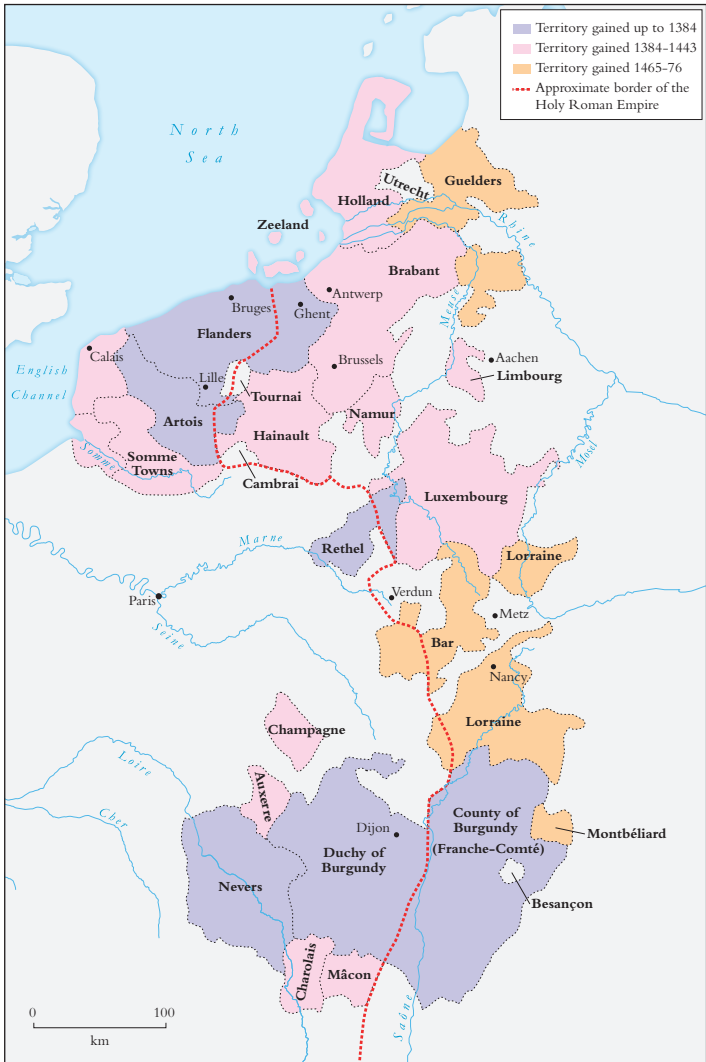 Territory gained up to 1384
Territory gained 1384-1443
Territory gained 1465-76
Approximate border of the
Holy Roman Empire
North
Sea
Utrecht
Guelders
Holland
Rhine
Zeeland
Brabant
Antwerp
Bruges
Ghent
Meuse
Flanders
Calais
Brussels
Aachen
English
Channel
Limbourg
Lille
Tournai
Artois
Namur
Hainault
Somme
Somme
Towns
Mosel
Cambrai
Luxembourg
Marne
Rethel
Lorraine
Verdun
Paris
Metz
Seine
Bar
Nancy
Lorraine
Champagne
Loire
Auxerre
Cher
County of
Burgundy
(Franche-Comté)
Dijon
Montbéliard
Duchy of
Burgundy
Nevers
Besançon
Charolais
Mâcon
Saône
0 100
km